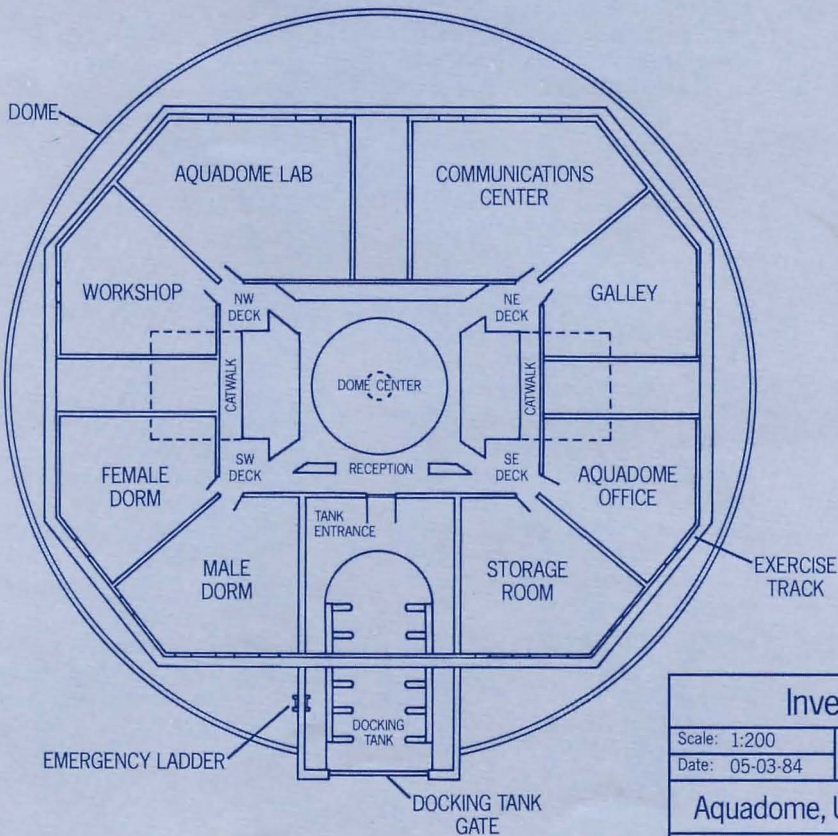 DOME
AQUADOME LAB
COMMUNICATIONS
CENTER
WORKSHOP
NW
DECK
NE
DECK
GALLEY
CATWALK
DOME CENTER
CATWALK
FEMALE
DORM
SW
DECK
RECEPTION
SE
DECK
AQUADOME
OFFICE
TANK
ENTRANCE
MALE
DORM
STORAGE
ROOM
EXERCISE
TRACK
DOCKING
TANK
EMERGENCY LADDER
DOCKING TANK
GATE
Inve
Scale: 1:200
Date: 05-03-84
Aquadome,